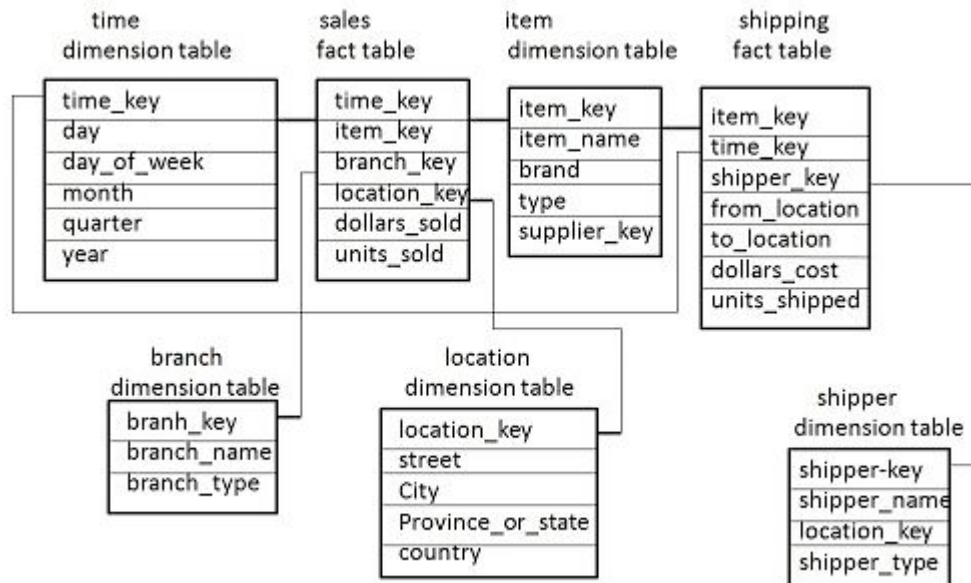 time
dimension table
time_key
day
day_of_week
month
quarter
year
sales
fact table
time_key
item_key
branch_key
location_key
dollars_sold
units_sold
item
dimension table
item_key
item_name
brand
type
supplier_key
shipping
fact table
item_key
time_key
shipper_key
from_location
to_location
dollars_cost
units_shipped
branch
dimension table
branh_key
branch_name
branch_type
location
dimension table
location_key
street
City
Province_or_state
country
shipper
dimension table
shipper-key
shipper_name
location_key
shipper_type